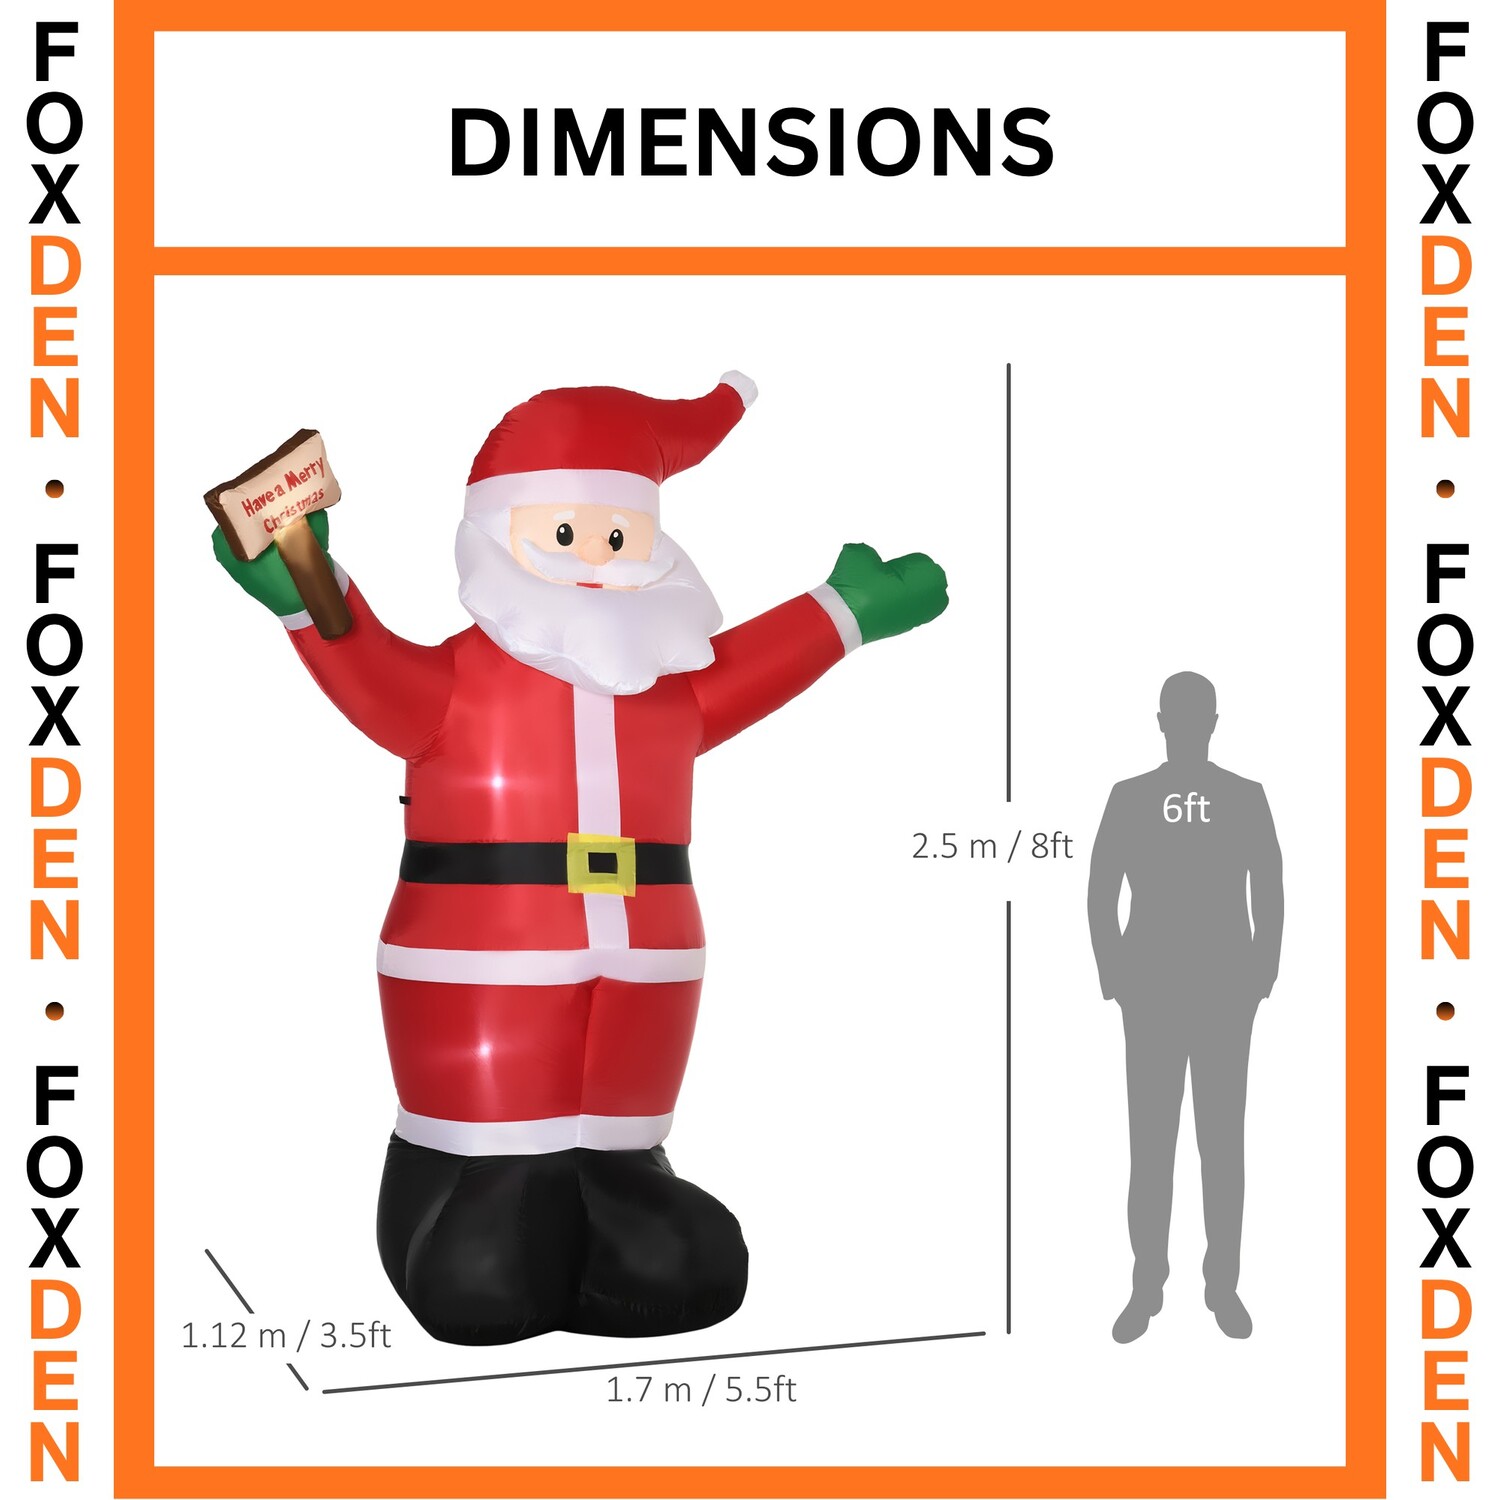 FOXDEN • FOXDEN • FOXDEN
DIMENSIONS
Have a Merry
Christmas
6ft
2.5 m / 8ft
1.12 m / 3.5ft
1.7 m / 5.5ft
FOXDEN • FOXDEN • FOXDEN